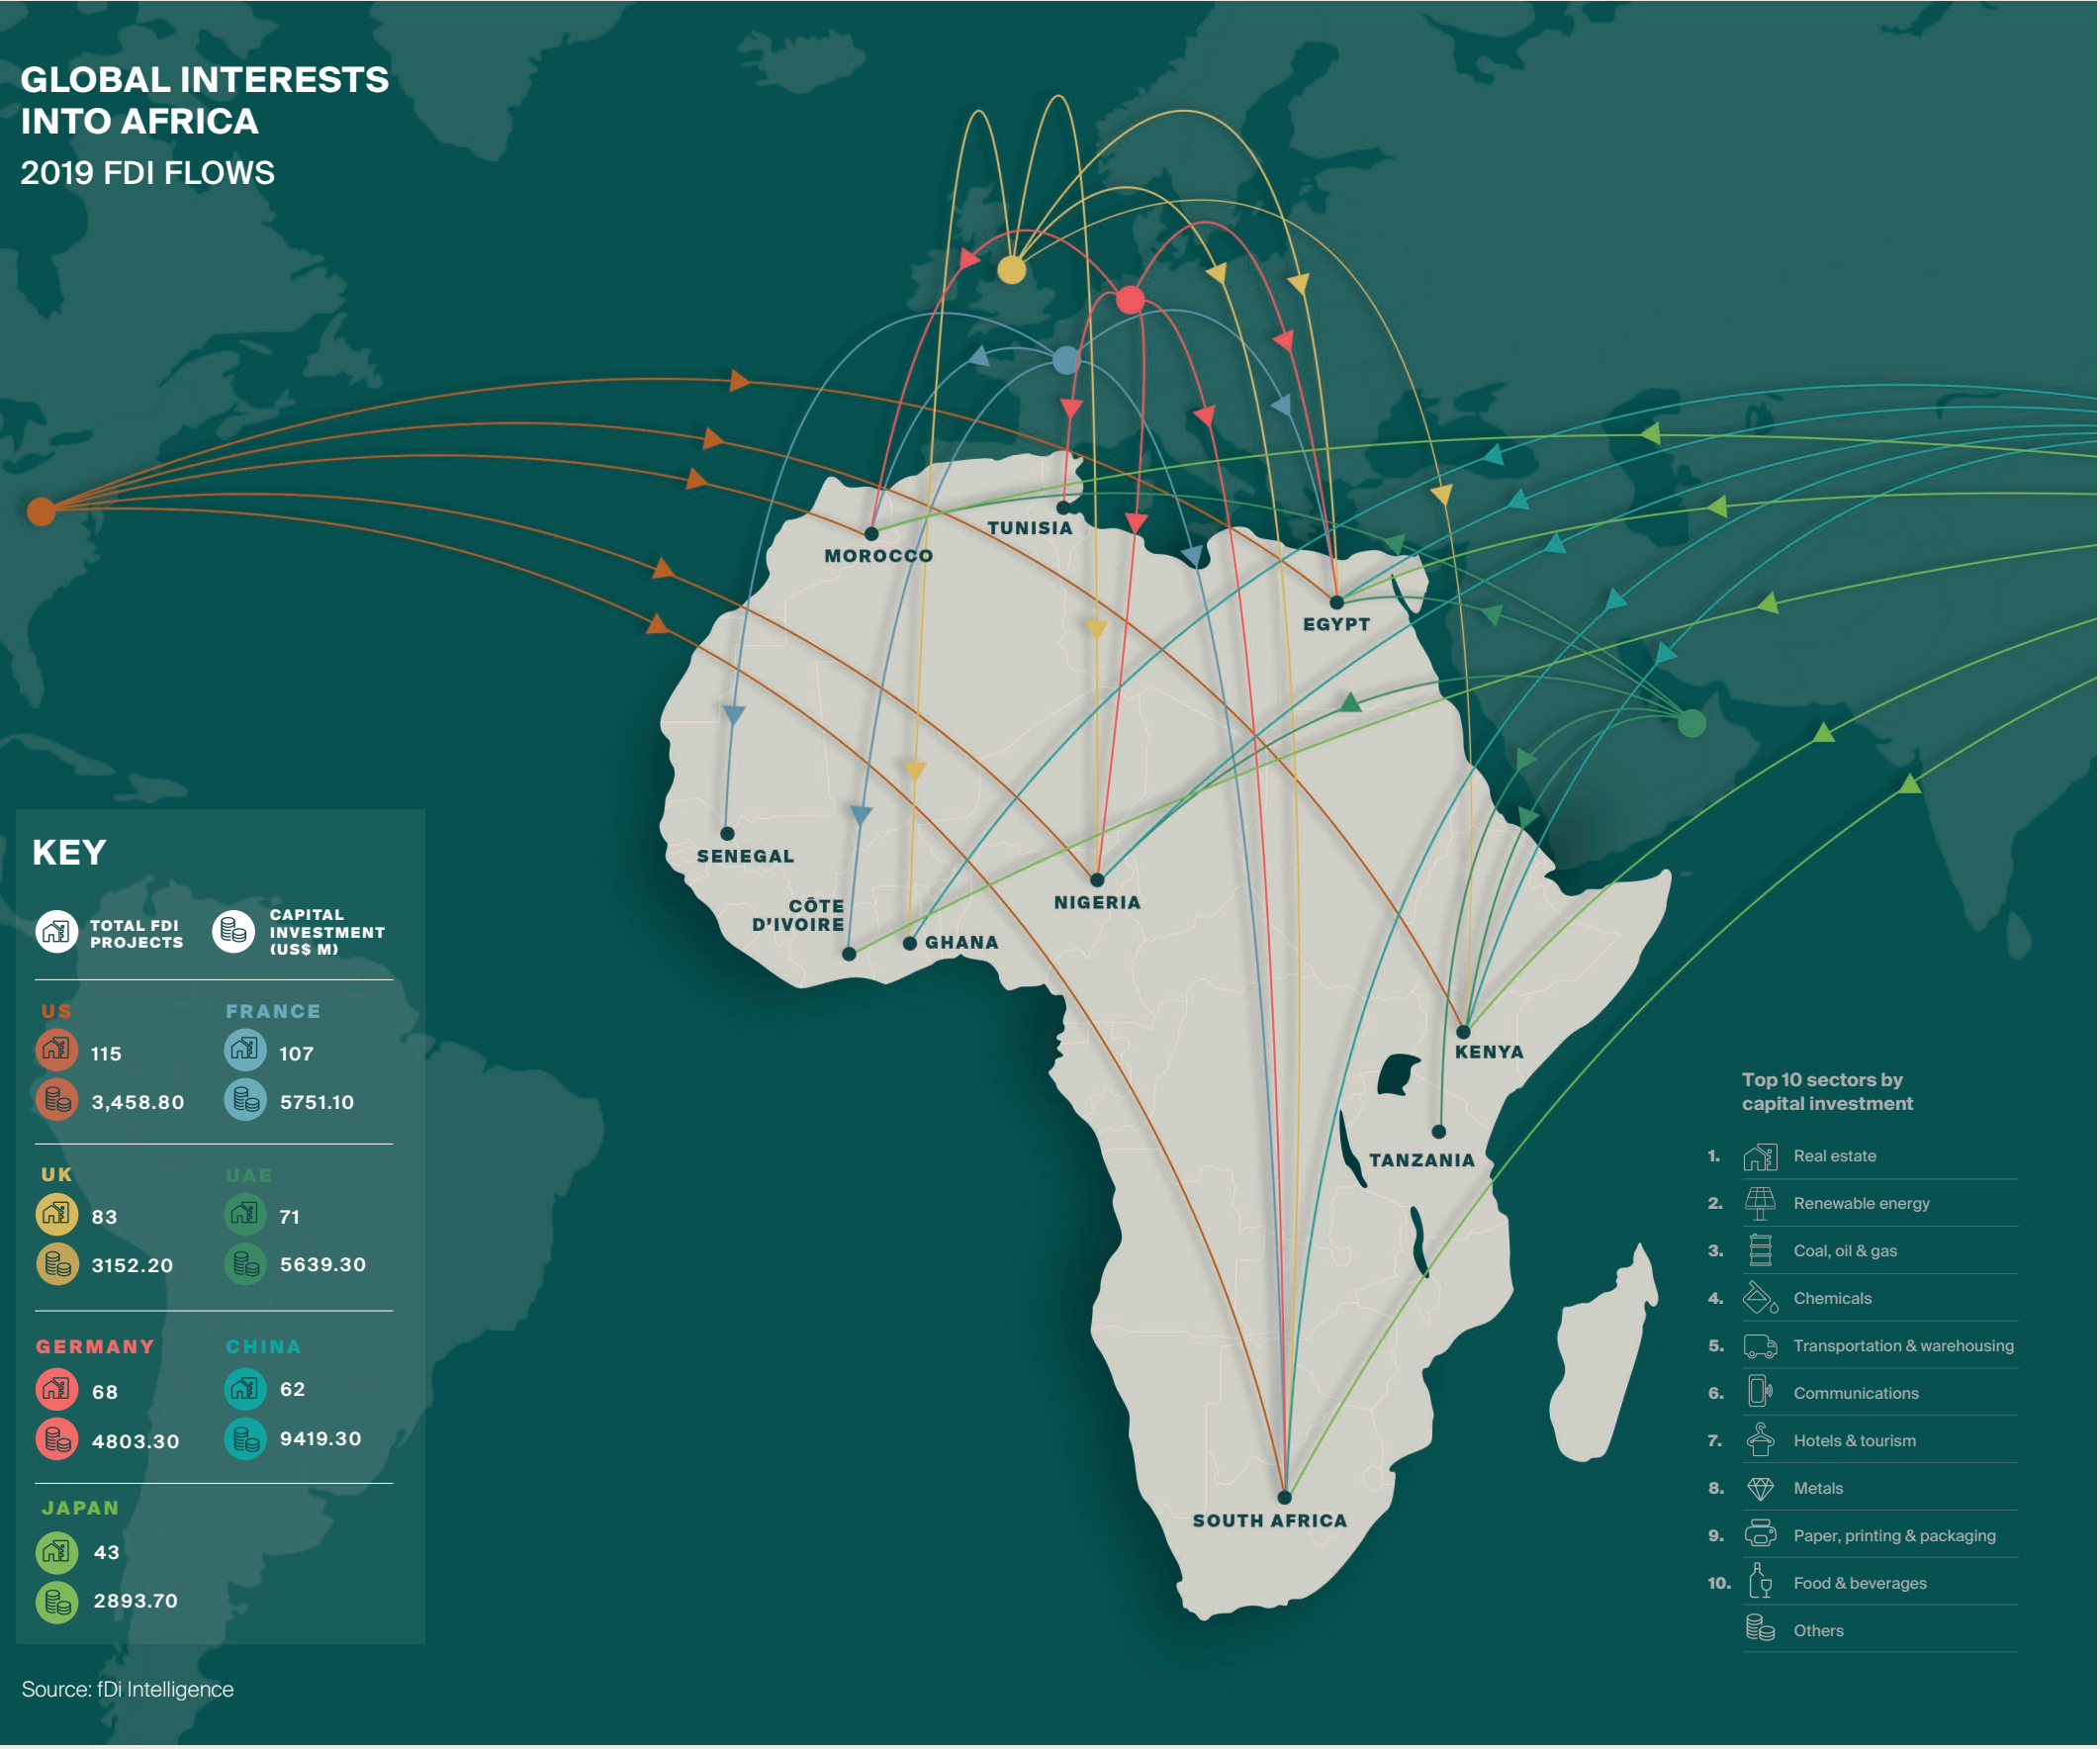 GLOBAL INTERESTS
INTO AFRICA
2019 FDI FLOWS
MOROCCO
TUNISIA
EGYPT
SENEGAL
CÔTE
D'IVOIRE
GHANA
NIGERIA
KENYA
TANZANIA
SOUTH AFRICA
KEY
TOTAL FDI
PROJECTS
CAPITAL
INVESTMENT
(US$ M)
US
115
3,458.80
FRANCE
107
5751.10
UK
83
3152.20
UAE
71
5639.30
GERMANY
68
4803.30
CHINA
62
9419.30
JAPAN
43
2893.70
Source: fDi Intelligence
Top 10 sectors by
capital investment
1. Real estate
2. Renewable energy
3. Coal, oil & gas
4. Chemicals
5. Transportation & warehousing
6. Communications
7. Hotels & tourism
8. Metals
9. Paper, printing & packaging
10. Food & beverages
Others